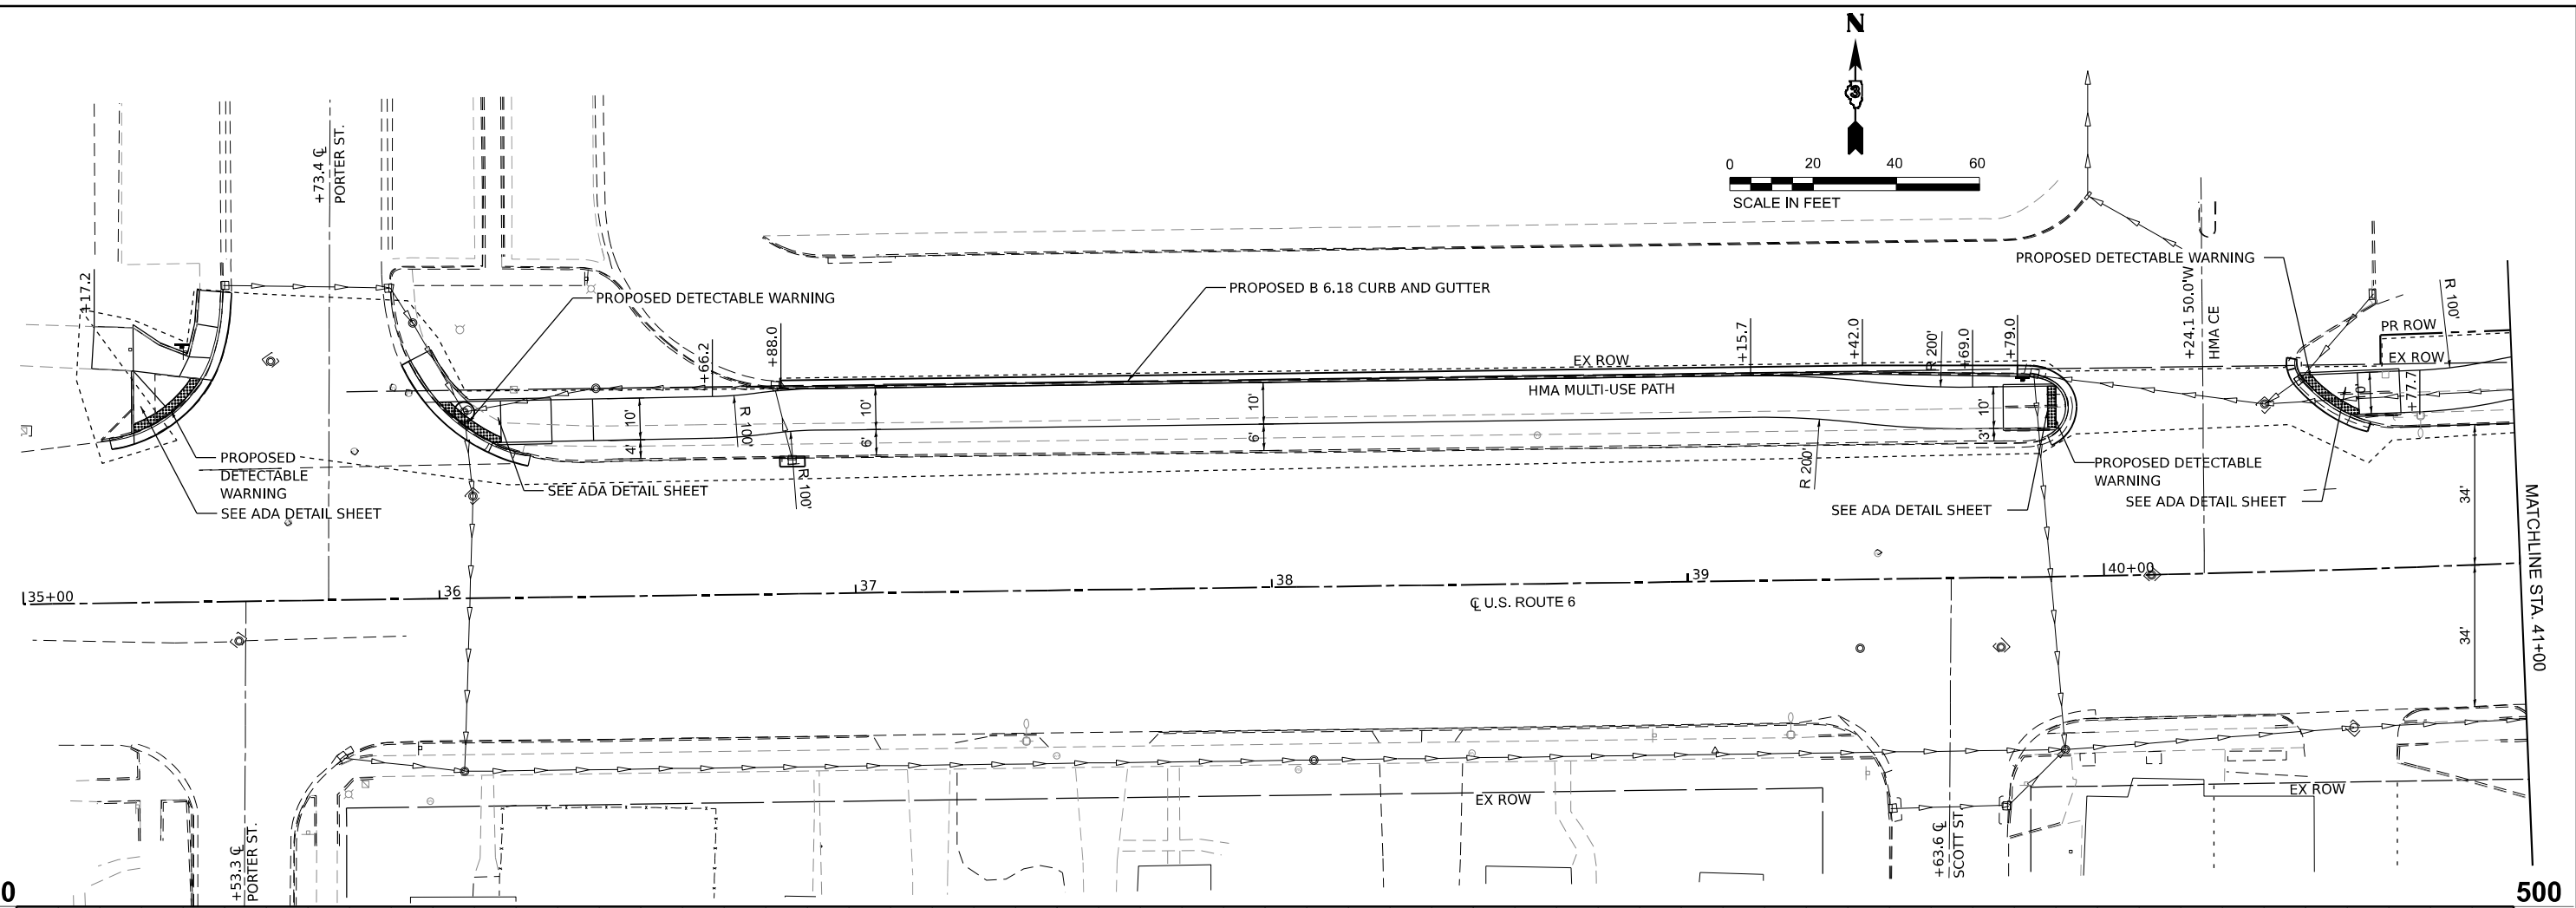 N
3
0 20 40 60
SCALE IN FEET
+73.4 ℄
PORTER ST.
+17.2
PROPOSED DETECTABLE WARNING
PROPOSED B 6.18 CURB AND GUTTER
PROPOSED DETECTABLE WARNING
+24.1 50.0'W
HMA CE
R 100'
PR ROW
EX ROW
+66.2
+88.0
EX ROW
HMA MULTI-USE PATH
+15.7
+42.0
R 200'
+69.0
+79.0
+77.7
10'
4'
R 100'
10'
6'
R 100'
10'
6'
R 200'
10'
3'
PROPOSED
DETECTABLE
WARNING
SEE ADA DETAIL SHEET
SEE ADA DETAIL SHEET
PROPOSED DETECTABLE
WARNING
SEE ADA DETAIL SHEET
SEE ADA DETAIL SHEET
34'
34'
MATCHLINE STA. 41+00
35+00
36
37
38
39
40+00
℄ U.S. ROUTE 6
EX ROW
EX ROW
+53.3 ℄
PORTER ST.
+63.6 ℄
SCOTT ST.
0
500